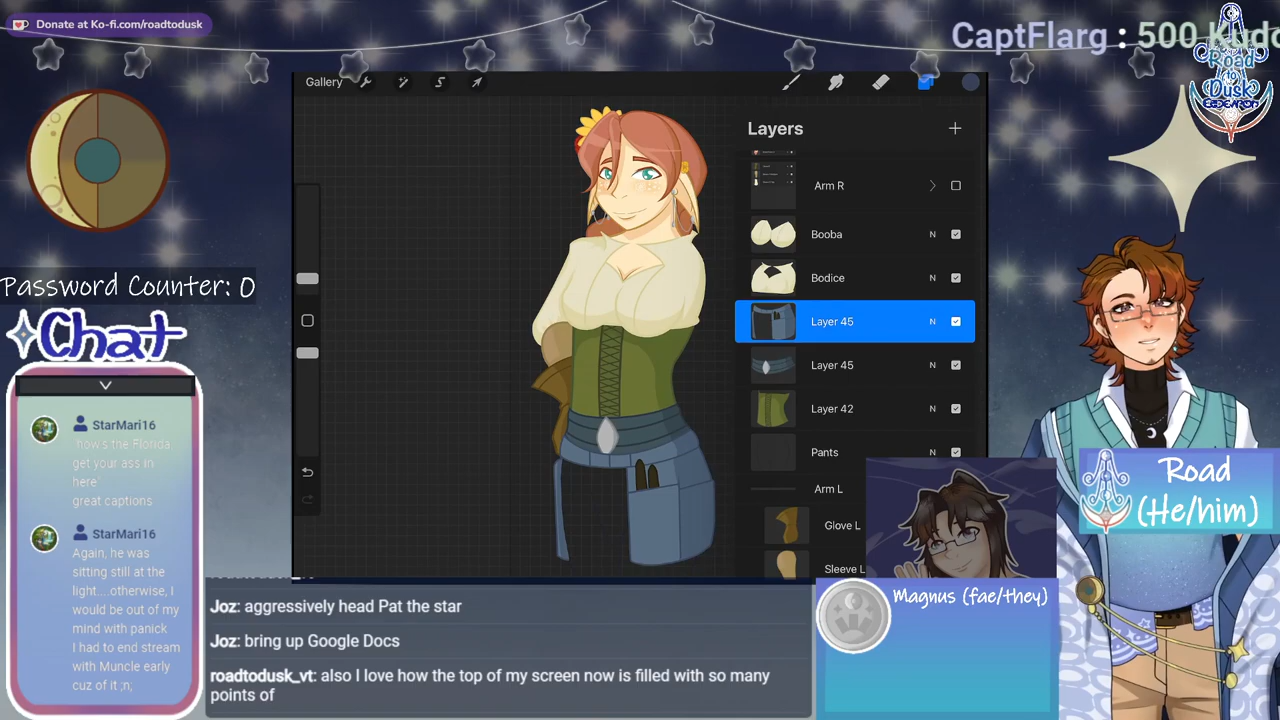 Donate at Ko-fi.com/roadtodusk
CaptFlarg : 500 Kudo
Road
to
Dusk
Gallery
Layers
Arm R
Booba N
Bodice N
Layer 45 N
Layer 45 N
Layer 42 N
Pants N
Arm L
Glove L
Sleeve L
Password Counter: 0
Chat
StarMari16
'how's the Florida
get your ass in
here'
great captions
StarMari16
Again, he was
sitting still at the
light....otherwise, I
would be out of my
mind with panick
I had to end stream
with Muncle early
cuz of it ;n;
Joz: aggressively head Pat the star
Joz: bring up Google Docs
roadtodusk_vt: also I love how the top of my screen now is filled with so many
points of
Magnus (fae/they)
Road
(He/him)